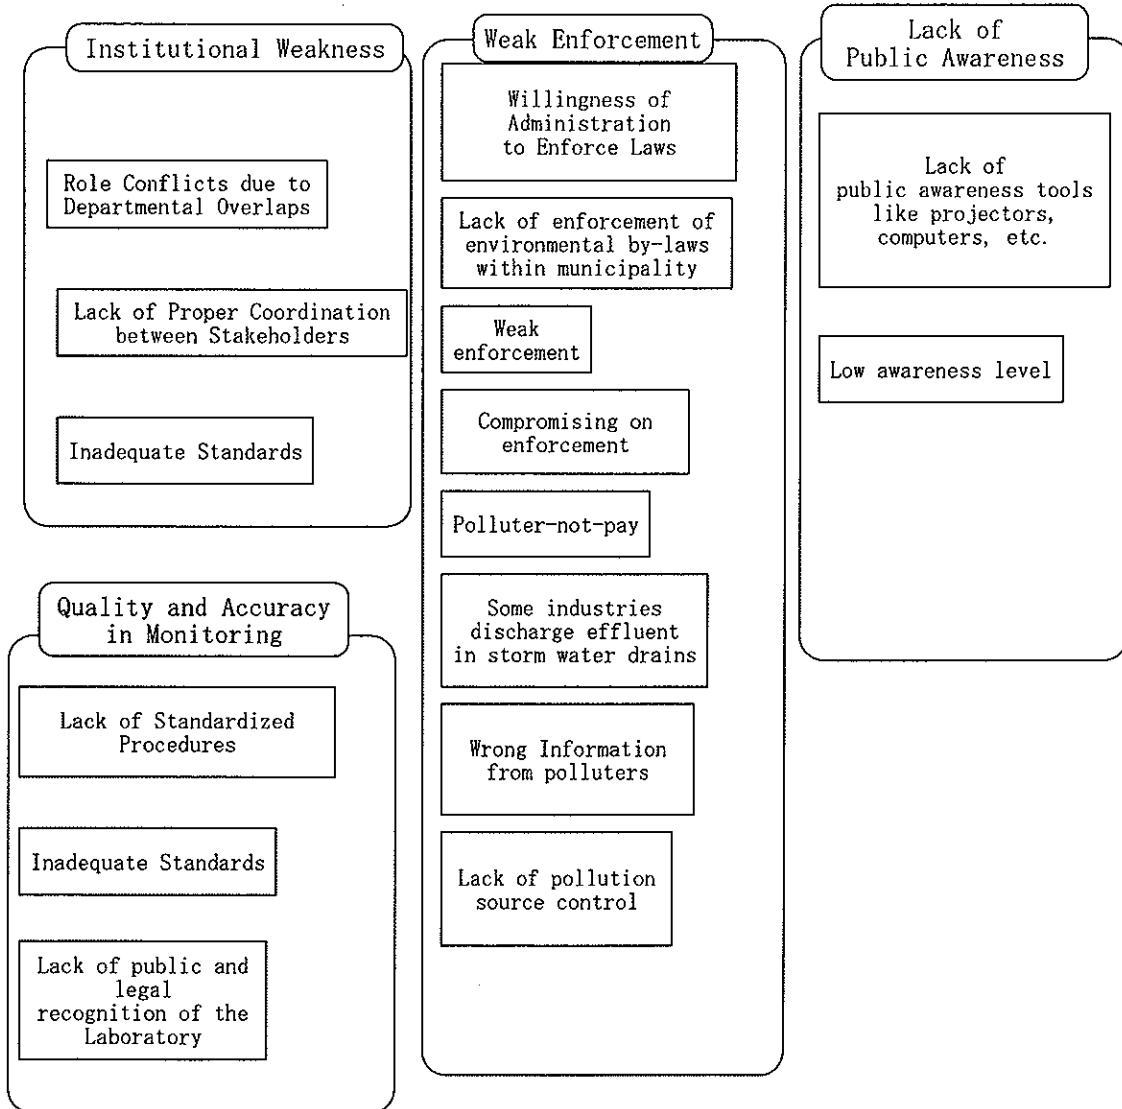 Institutional Weakness
Role Conflicts due to
Departmental Overlaps
Lack of Proper Coordination
between Stakeholders
Inadequate Standards
Quality and Accuracy
in Monitoring
Lack of Standardized
Procedures
Inadequate Standards
Lack of public and
legal
recognition of the
Laboratory
Weak Enforcement
Willingness of
Administration
to Enforce Laws
Lack of enforcement of
environmental by-laws
within municipality
Weak
enforcement
Compromising on
enforcement
Polluter-not-pay
Some industries
discharge effluent
in storm water drains
Wrong Information
from polluters
Lack of pollution
source control
Lack of
Public Awareness
Lack of
public awareness tools
like projectors,
computers, etc.
Low awareness level